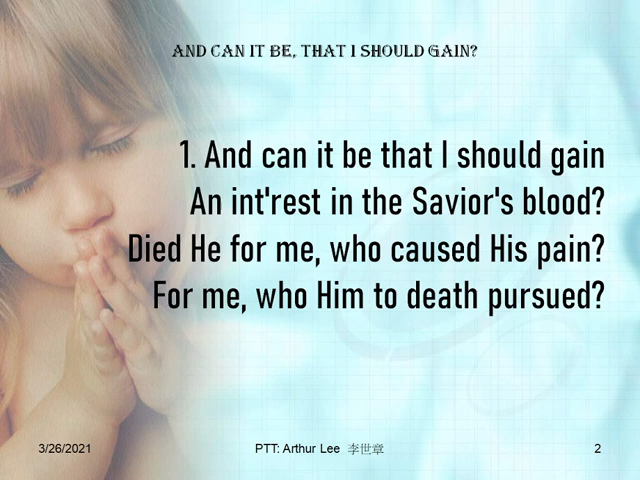 AND CAN IT BE, THAT I SHOULD GAIN?
1. And can it be that I should gain
An int'rest in the Savior's blood?
Died He for me, who caused His pain?
For me, who Him to death pursued?
3/26/2021 PTT: Arthur Lee 李世章 2